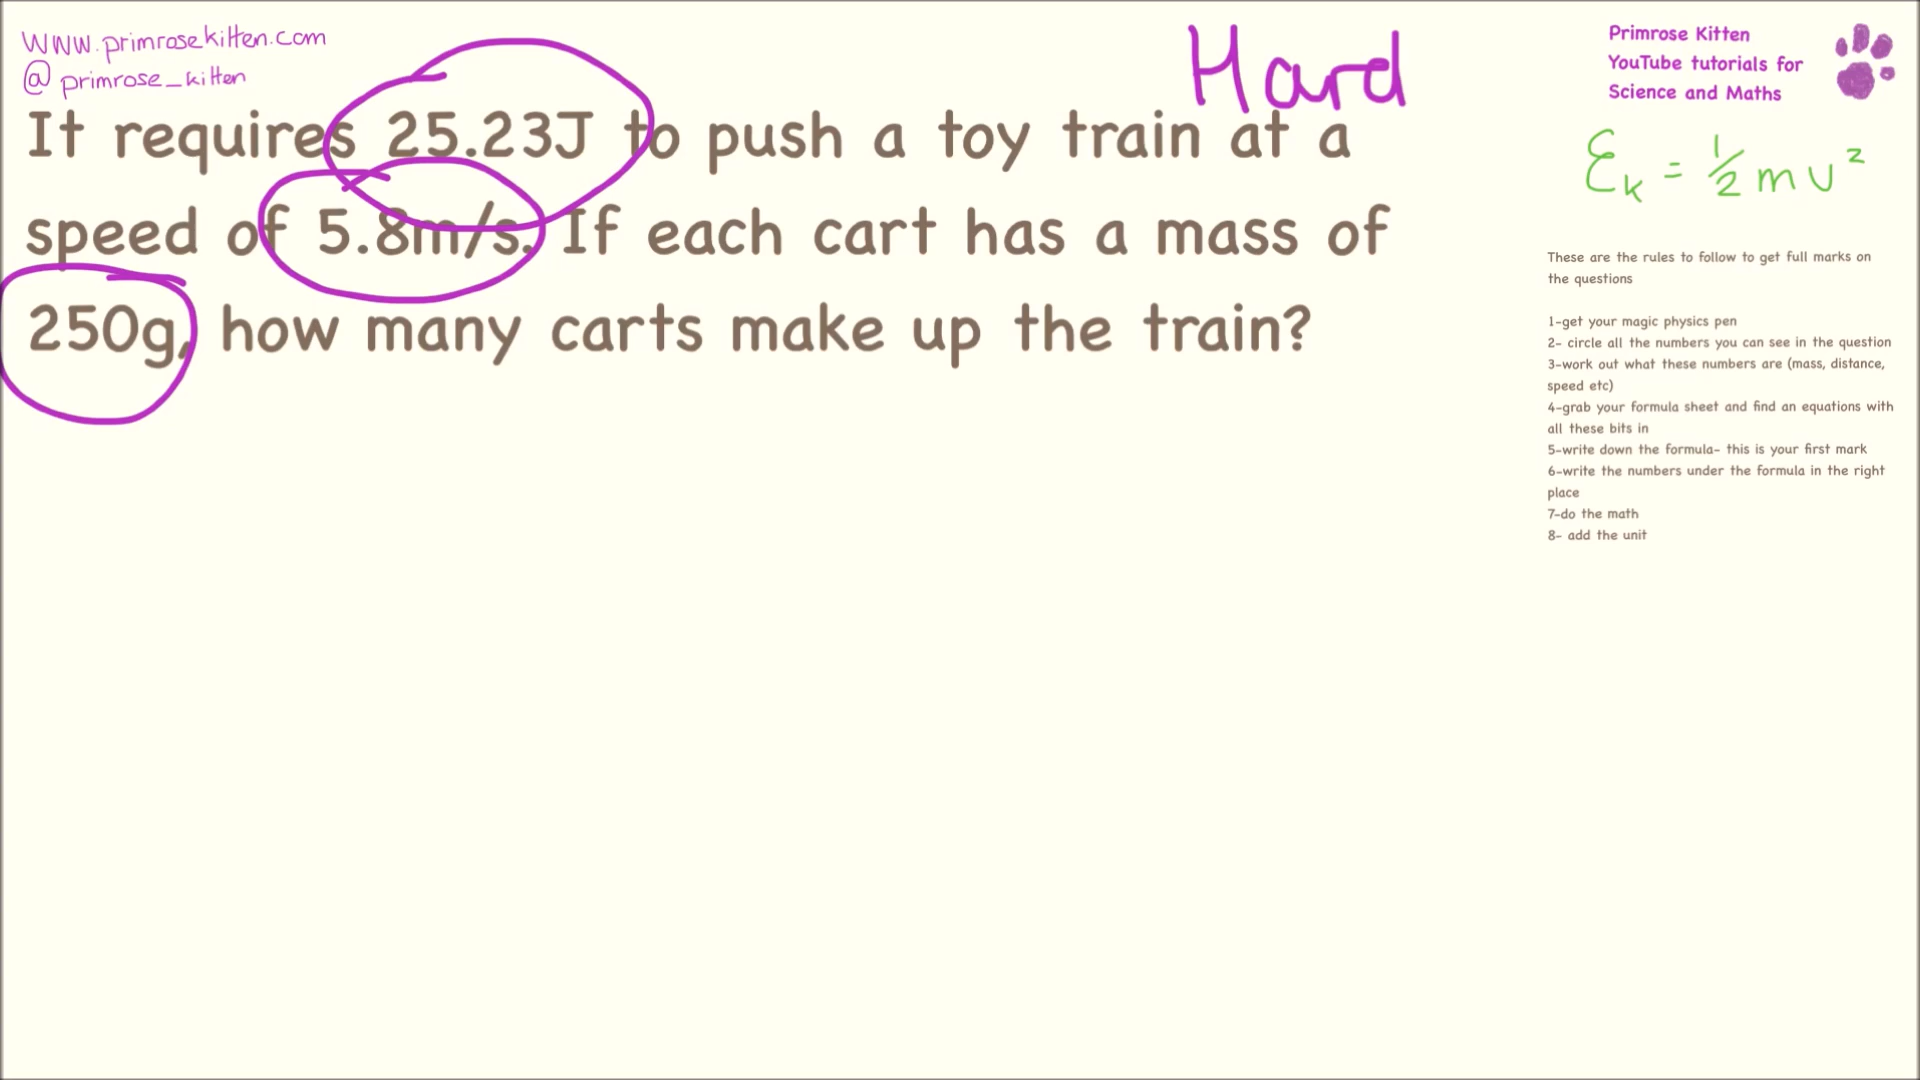 www.primrosekitten.com
@primrose_kitten
Hard
It requires 25.23J to push a toy train at a
speed of 5.8m/s. If each cart has a mass of
250g, how many carts make up the train?
Primrose Kitten
YouTube tutorials for
Science and Maths
Ek = 1/2 mv²
These are the rules to follow to get full marks on
the questions
1-get your magic physics pen
2- circle all the numbers you can see in the question
3-work out what these numbers are (mass, distance,
speed etc)
4-grab your formula sheet and find an equations with
all these bits in
5-write down the formula- this is your first mark
6-write the numbers under the formula in the right
place
7-do the math
8- add the unit